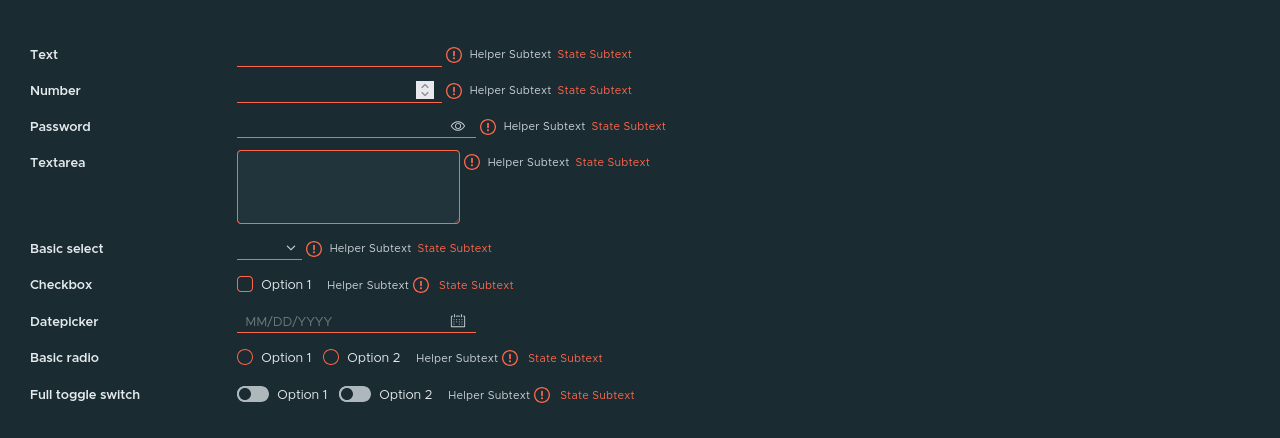 Text Helper Subtext State Subtext
Number Helper Subtext State Subtext
Password Helper Subtext State Subtext
Textarea Helper Subtext State Subtext
Basic select Helper Subtext State Subtext
Checkbox Option 1 Helper Subtext State Subtext
Datepicker MM/DD/YYYY
Basic radio Option 1 Option 2 Helper Subtext State Subtext
Full toggle switch Option 1 Option 2 Helper Subtext State Subtext